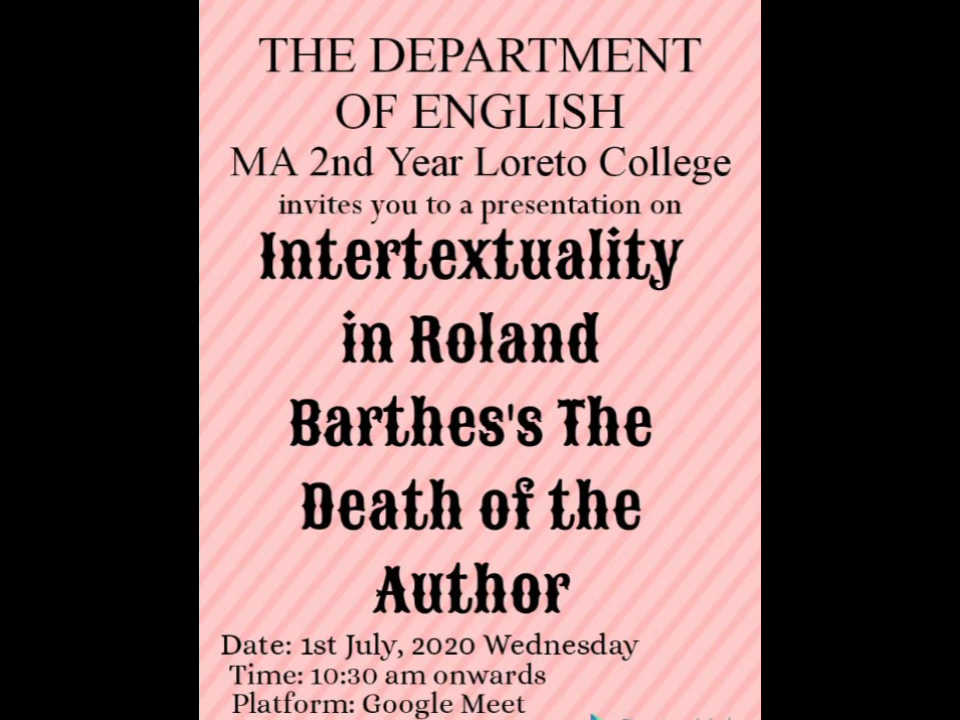 THE DEPARTMENT
OF ENGLISH
MA 2nd Year Loreto College
invites you to a presentation on
Intertextuality
in Roland
Barthes's The
Death of the
Author
Date: 1st July, 2020 Wednesday
Time: 10:30 am onwards
Platform: Google Meet